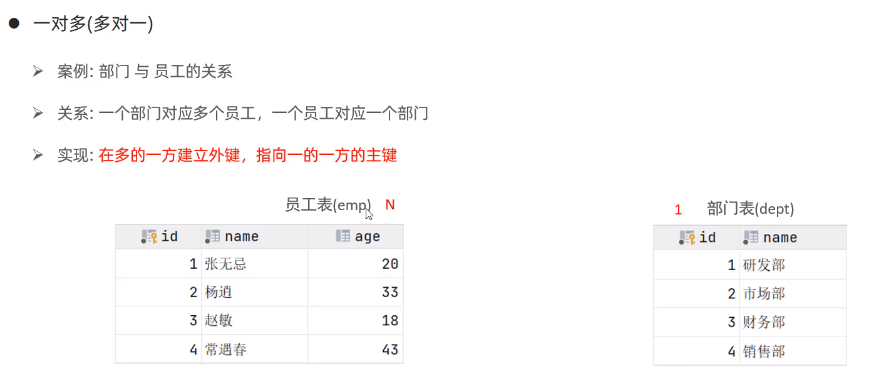 ● 一对多(多对一)
➢ 案例: 部门 与 员工的关系
➢ 关系: 一个部门对应多个员工，一个员工对应一个部门
➢ 实现: 在多的一方建立外键，指向一的一方的主键
员工表(emp) N
id name age
1 张无忌 20
2 杨逍 33
3 赵敏 18
4 常遇春 43
1 部门表(dept)
id name
1 研发部
2 市场部
3 财务部
4 销售部